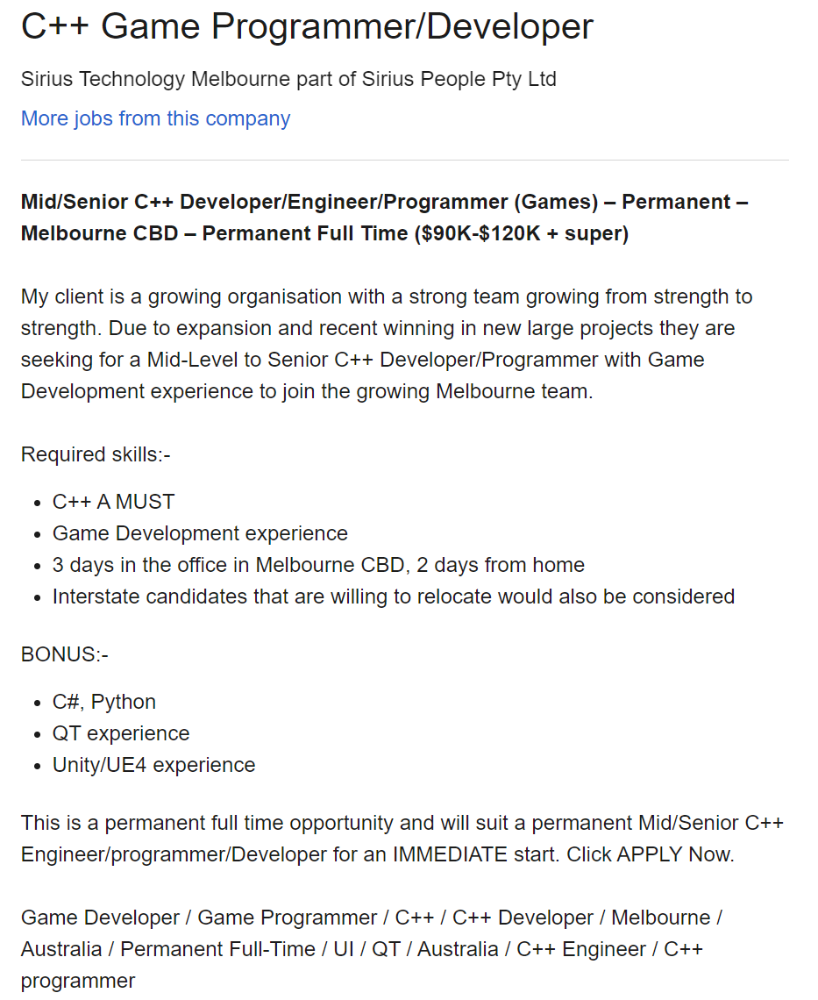 C++ Game Programmer/Developer
Sirius Technology Melbourne part of Sirius People Pty Ltd
More jobs from this company
Mid/Senior C++ Developer/Engineer/Programmer (Games) – Permanent –
Melbourne CBD – Permanent Full Time ($90K-$120K + super)
My client is a growing organisation with a strong team growing from strength to
strength. Due to expansion and recent winning in new large projects they are
seeking for a Mid-Level to Senior C++ Developer/Programmer with Game
Development experience to join the growing Melbourne team.
Required skills:-
• C++ A MUST
• Game Development experience
• 3 days in the office in Melbourne CBD, 2 days from home
• Interstate candidates that are willing to relocate would also be considered
BONUS:-
• C#, Python
• QT experience
• Unity/UE4 experience
This is a permanent full time opportunity and will suit a permanent Mid/Senior C++
Engineer/programmer/Developer for an IMMEDIATE start. Click APPLY Now.
Game Developer / Game Programmer / C++ / C++ Developer / Melbourne /
Australia / Permanent Full-Time / UI / QT / Australia / C++ Engineer / C++
programmer